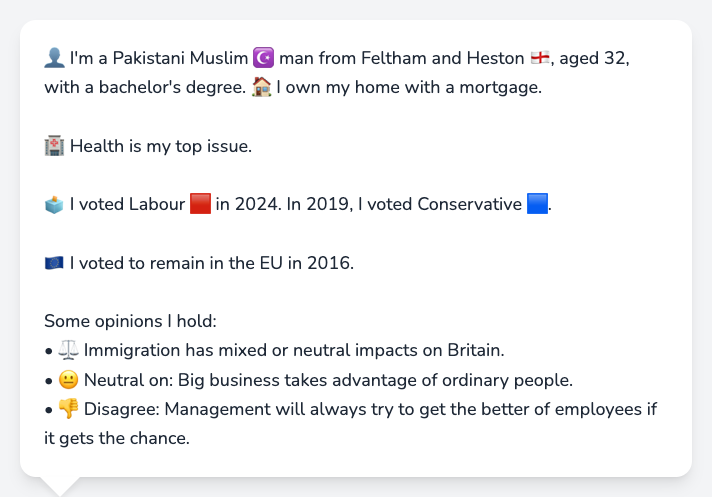 👤 I'm a Pakistani Muslim ☪️ man from Feltham and Heston 🏴󠁧󠁢󠁥󠁮󠁧󠁿, aged 32,
with a bachelor's degree. 🏠 I own my home with a mortgage.
🏥 Health is my top issue.
🗳️ I voted Labour 🟥 in 2024. In 2019, I voted Conservative 🟦.
🇪🇺 I voted to remain in the EU in 2016.
Some opinions I hold:
• ⚖️ Immigration has mixed or neutral impacts on Britain.
• 😐 Neutral on: Big business takes advantage of ordinary people.
• 👎 Disagree: Management will always try to get the better of employees if
it gets the chance.